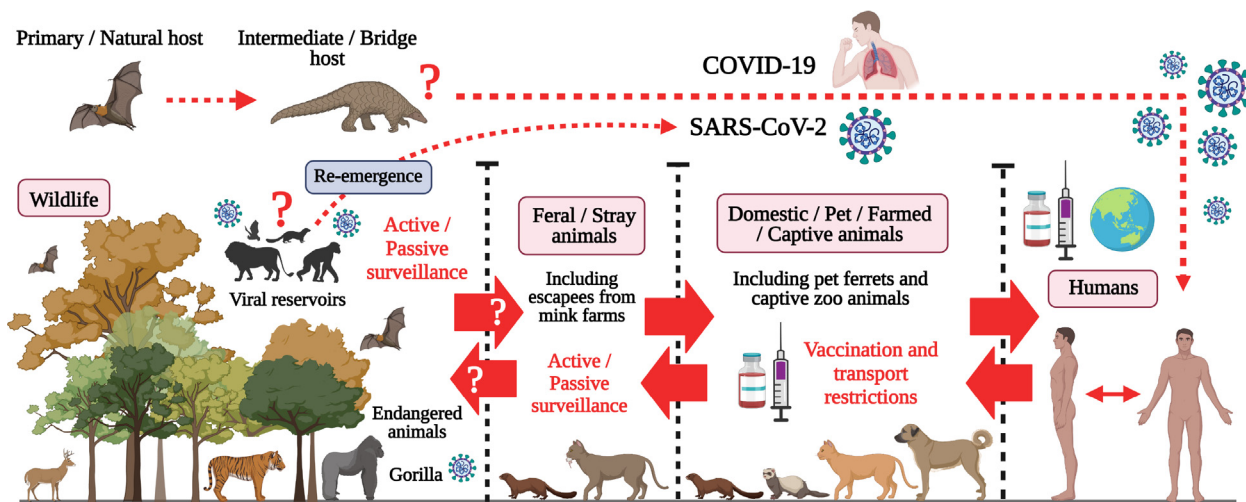 Primary / Natural host
Intermediate / Bridge
host
?
COVID-19
SARS-CoV-2
Re-emergence
Wildlife
?
Active /
Passive
surveillance
Viral reservoirs
Feral / Stray
animals
Including
escapees from
mink farms
?
?
Active /
Passive
surveillance
Domestic / Pet / Farmed
/ Captive animals
Including pet ferrets and
captive zoo animals
Vaccination and
transport
restrictions
Humans
Endangered
animals
Gorilla